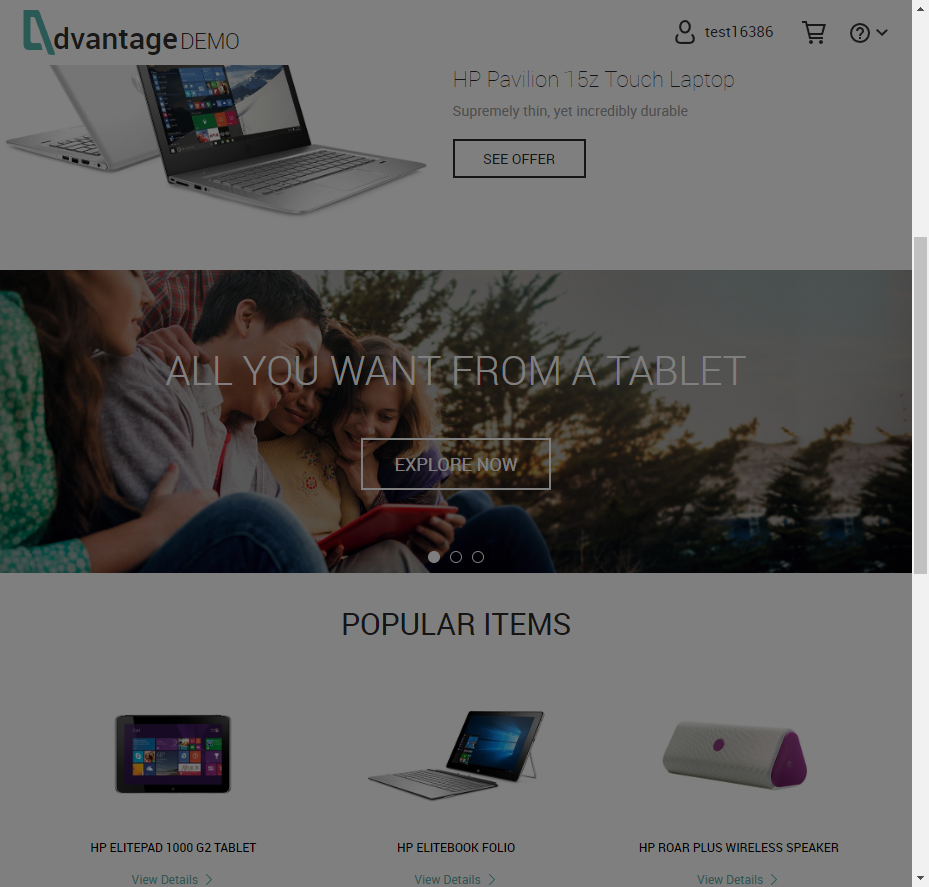 dvantage DEMO
test16386
HP Pavilion 15z Touch Laptop
Supremely thin, yet incredibly durable
SEE OFFER
ALL YOU WANT FROM A TABLET
EXPLORE NOW
POPULAR ITEMS
HP ELITEPAD 1000 G2 TABLET
HP ELITEBOOK FOLIO
HP ROAR PLUS WIRELESS SPEAKER
View Details
View Details
View Details